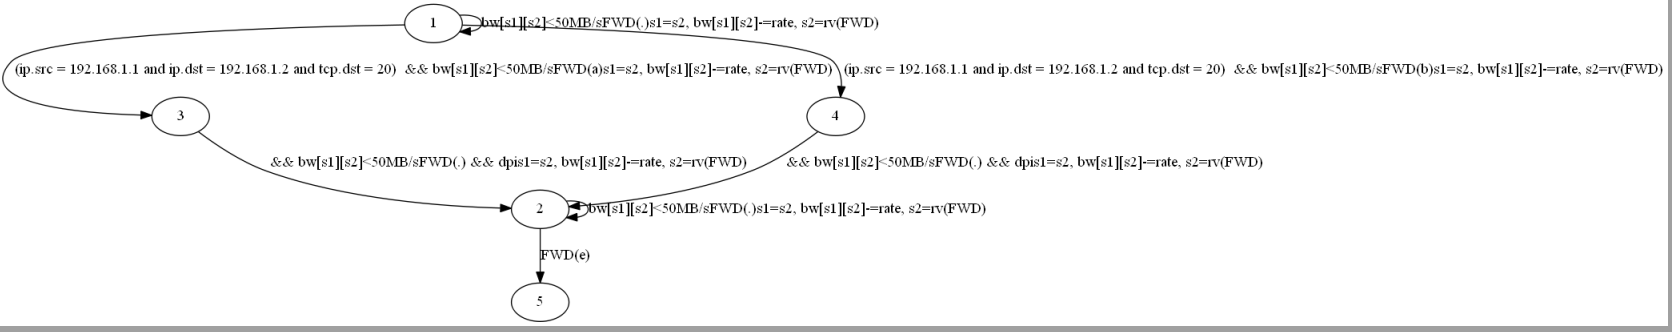 1
bw[s1][s2]<50MB/sFWD(.)s1=s2, bw[s1][s2]-=rate, s2=rv(FWD)
(ip.src = 192.168.1.1 and ip.dst = 192.168.1.2 and tcp.dst = 20) && bw[s1][s2]<50MB/sFWD(a)s1=s2, bw[s1][s2]-=rate, s2=rv(FWD)
(ip.src = 192.168.1.1 and ip.dst = 192.168.1.2 and tcp.dst = 20) && bw[s1][s2]<50MB/sFWD(b)s1=s2, bw[s1][s2]-=rate, s2=rv(FWD)
3
4
&& bw[s1][s2]<50MB/sFWD(.) && dpis1=s2, bw[s1][s2]-=rate, s2=rv(FWD)
&& bw[s1][s2]<50MB/sFWD(.) && dpis1=s2, bw[s1][s2]-=rate, s2=rv(FWD)
2
bw[s1][s2]<50MB/sFWD(.)s1=s2, bw[s1][s2]-=rate, s2=rv(FWD)
FWD(e)
5